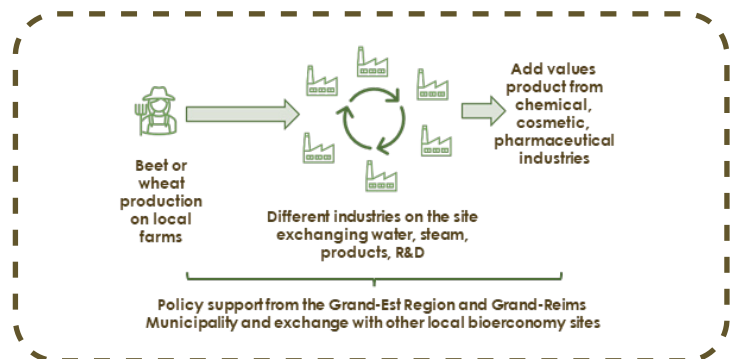 Beet or
wheat
production
on local
farms
Different industries on the site
exchanging water, steam,
products, R&D
Add values
product from
chemical,
cosmetic,
pharmaceutical
industries
Policy support from the Grand-Est Region and Grand-Reims
Municipality and exchange with other local bioerconomy sites